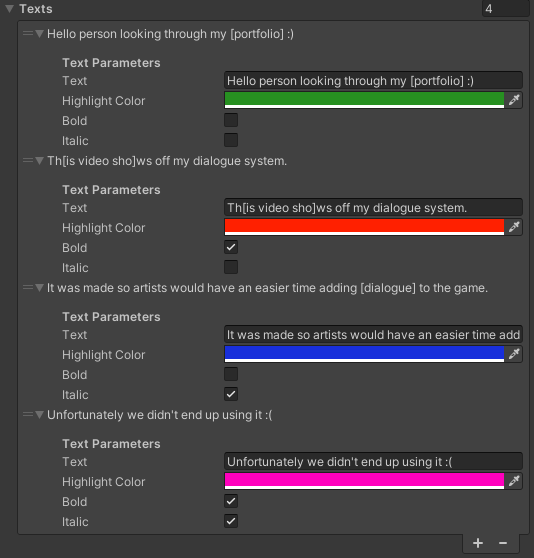 Texts 4
Hello person looking through my [portfolio] :)
Text Parameters
Text Hello person looking through my [portfolio] :)
Highlight Color
Bold
Italic
Th[is video sho]ws off my dialogue system.
Text Parameters
Text Th[is video sho]ws off my dialogue system.
Highlight Color
Bold
Italic
It was made so artists would have an easier time adding [dialogue] to the game.
Text Parameters
Text It was made so artists would have an easier time add
Highlight Color
Bold
Italic
Unfortunately we didn't end up using it :(
Text Parameters
Text Unfortunately we didn't end up using it :(
Highlight Color
Bold
Italic
+ −